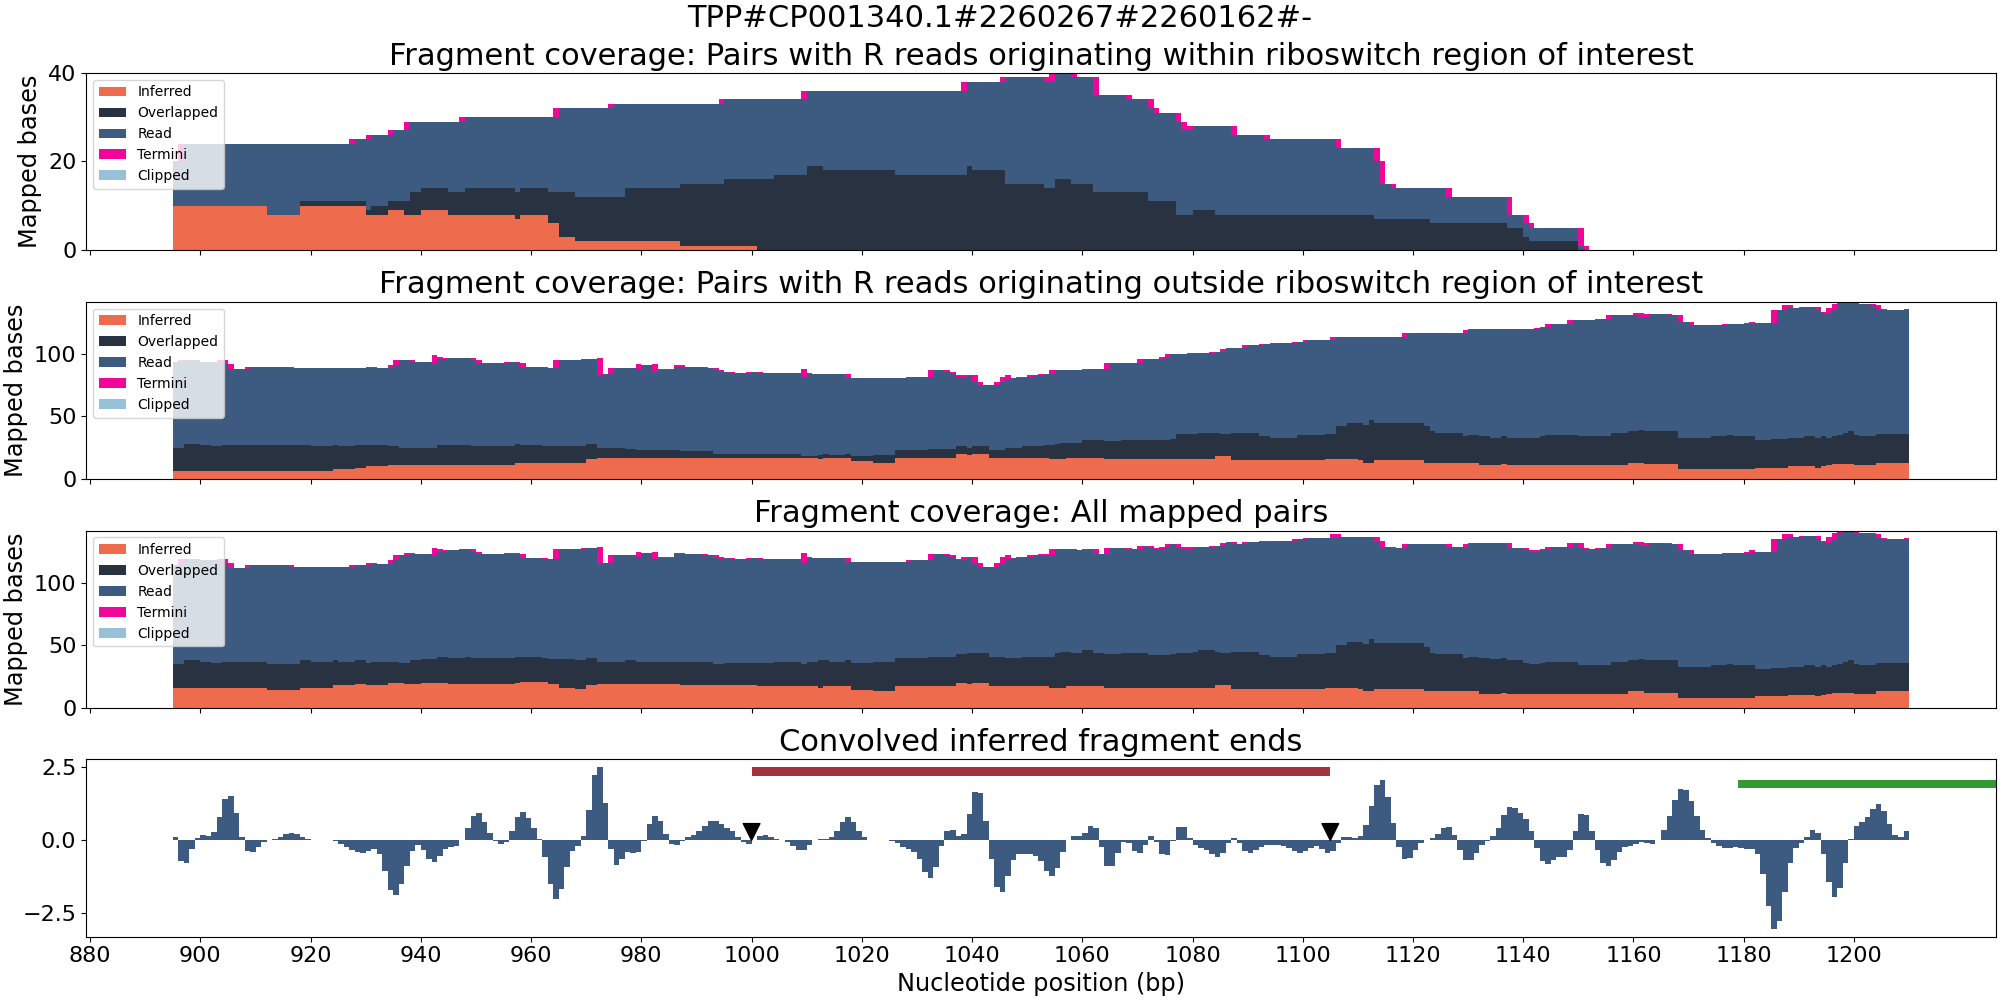 TPP#CP001340.1#2260267#2260162#-
Fragment coverage: Pairs with R reads originating within riboswitch region of interest
Mapped bases
40
20
0
Inferred
Overlapped
Read
Termini
Clipped
Fragment coverage: Pairs with R reads originating outside riboswitch region of interest
Mapped bases
100
50
0
Inferred
Overlapped
Read
Termini
Clipped
Fragment coverage: All mapped pairs
Mapped bases
100
50
0
Inferred
Overlapped
Read
Termini
Clipped
Convolved inferred fragment ends
2.5
0.0
−2.5
880 900 920 940 960 980 1000 1020 1040 1060 1080 1100 1120 1140 1160 1180 1200
Nucleotide position (bp)